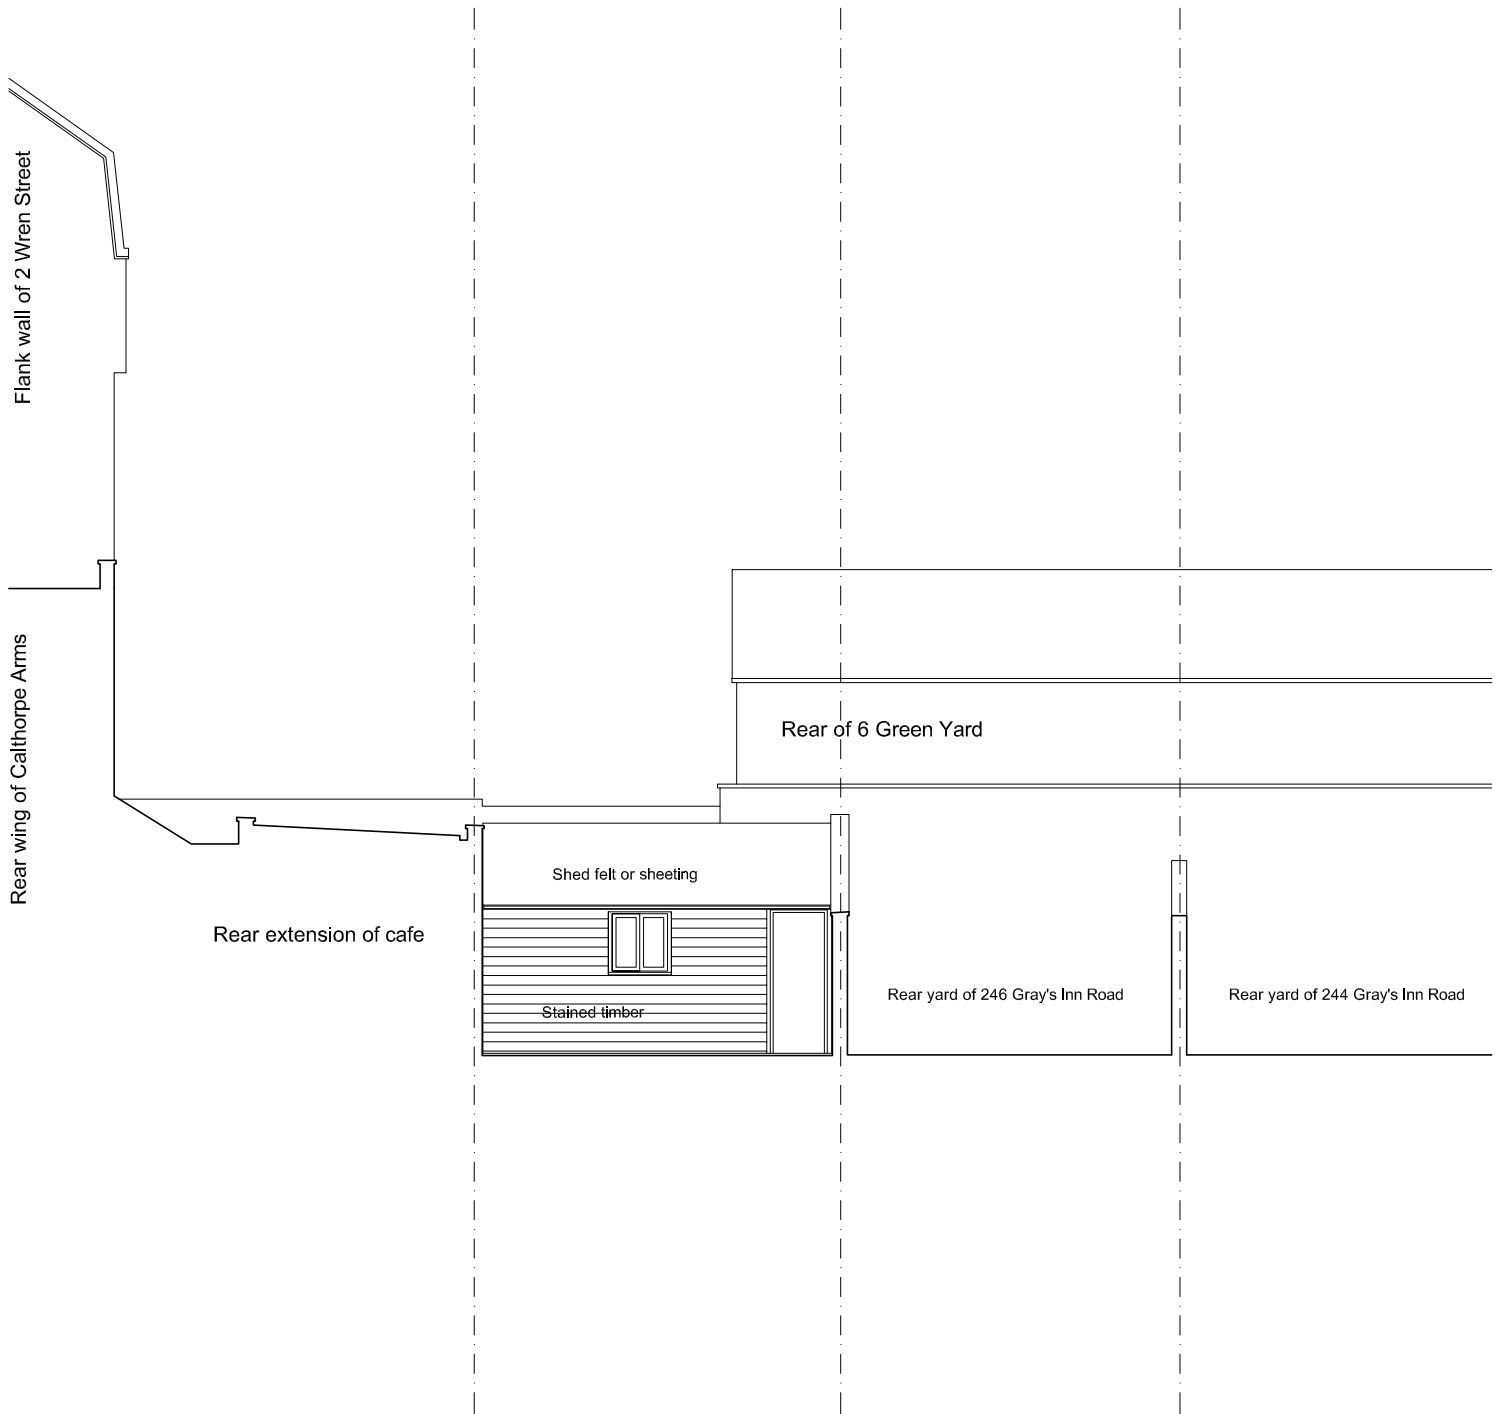 Flank wall of 2 Wren Street
Rear wing of Calthorpe Arms
Rear of 6 Green Yard
Shed felt or sheeting
Rear extension of cafe
Stained timber
Rear yard of 246 Gray's Inn Road
Rear yard of 244 Gray's Inn Road